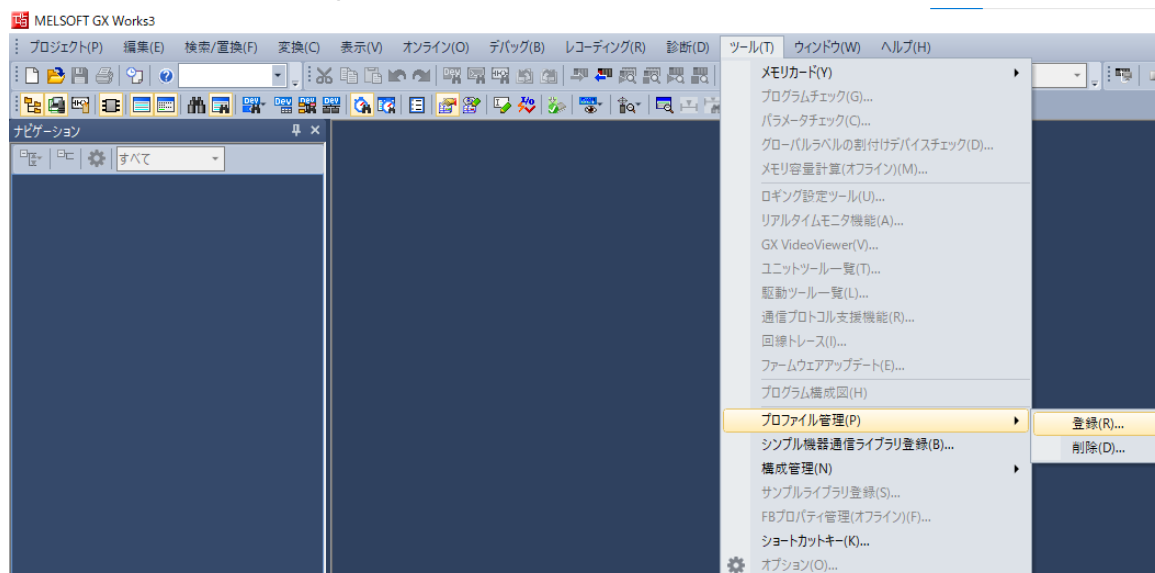 MELSOFT GX Works3
プロジェクト(P) 編集(E) 検索/置換(F) 変換(C) 表示(V) オンライン(O) デバッグ(B) レコーディング(R) 診断(D) ツール(T) ウィンドウ(W) ヘルプ(H)
ナビゲーション
すべて
メモリカード(Y)
プログラムチェック(G)...
パラメータチェック(C)...
グローバルラベルの割付けデバイスチェック(D)...
メモリ容量計算(オフライン)(M)...
ロギング設定ツール(U)...
リアルタイムモニタ機能(A)...
GX VideoViewer(V)...
ユニットツール一覧(T)...
駆動ツール一覧(L)...
通信プロトコル支援機能(R)...
回線トレース(I)...
ファームウェアアップデート(E)...
プログラム構成図(H)
プロファイル管理(P)
登録(R)...
シンプル機器通信ライブラリ登録(B)...
削除(D)...
構成管理(N)
サンプルライブラリ登録(S)...
FBプロパティ管理(オフライン)(F)...
ショートカットキー(K)...
オプション(O)...